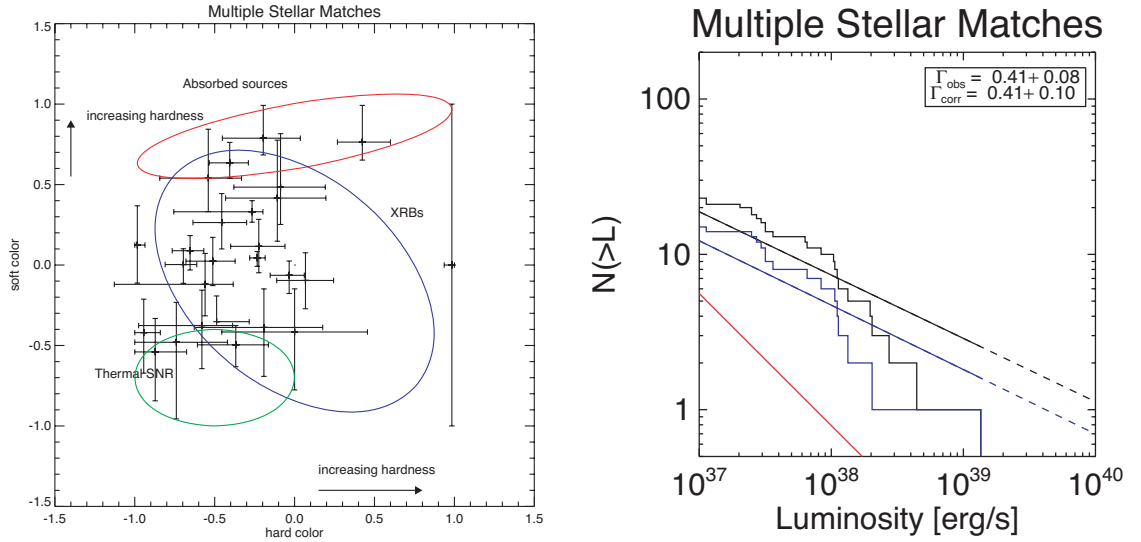 Multiple Stellar Matches
1.5
1.0
0.5
0.0
-0.5
-1.0
-1.5
soft color
Absorbed sources
increasing hardness
XRBs
Thermal SNR
increasing hardness
-1.5
-1.0
-0.5
0.0
0.5
1.0
1.5
hard color
Multiple Stellar Matches
Γobs = 0.41+ 0.08
Γcorr = 0.41+ 0.10
100
10
1
N(>L)
10^37
10^38
10^39
10^40
Luminosity [erg/s]